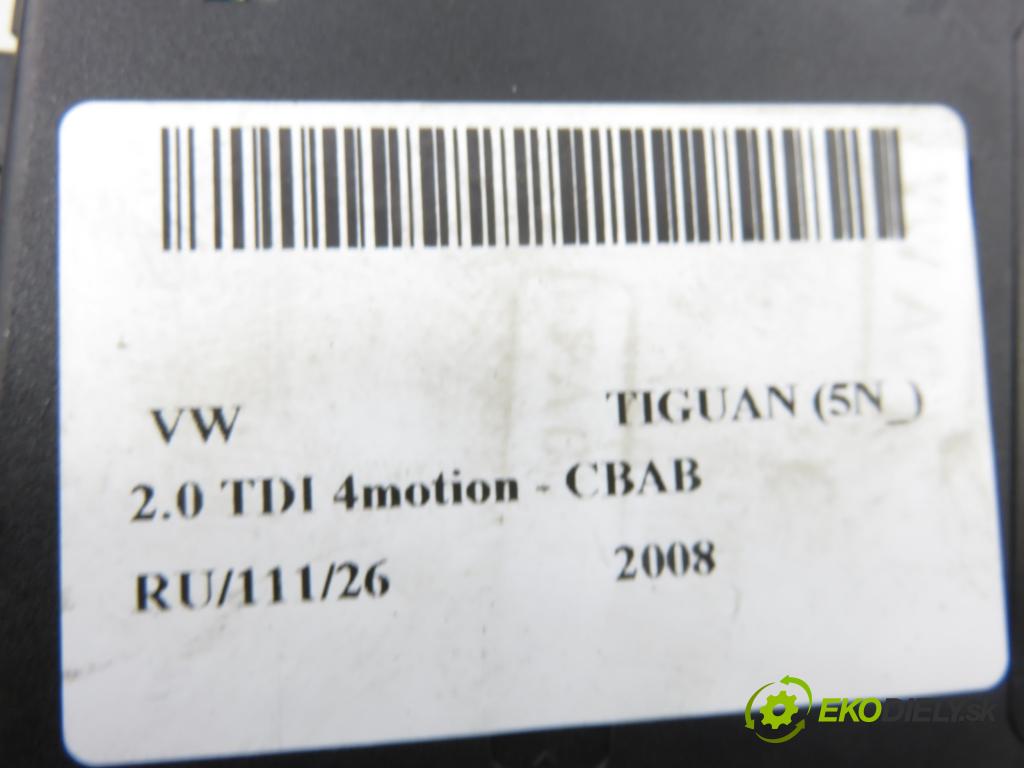 VW TIGUAN (5N_)
2.0 TDI 4motion - CBAB
RU/111/26 2008
EKODIELY.SK